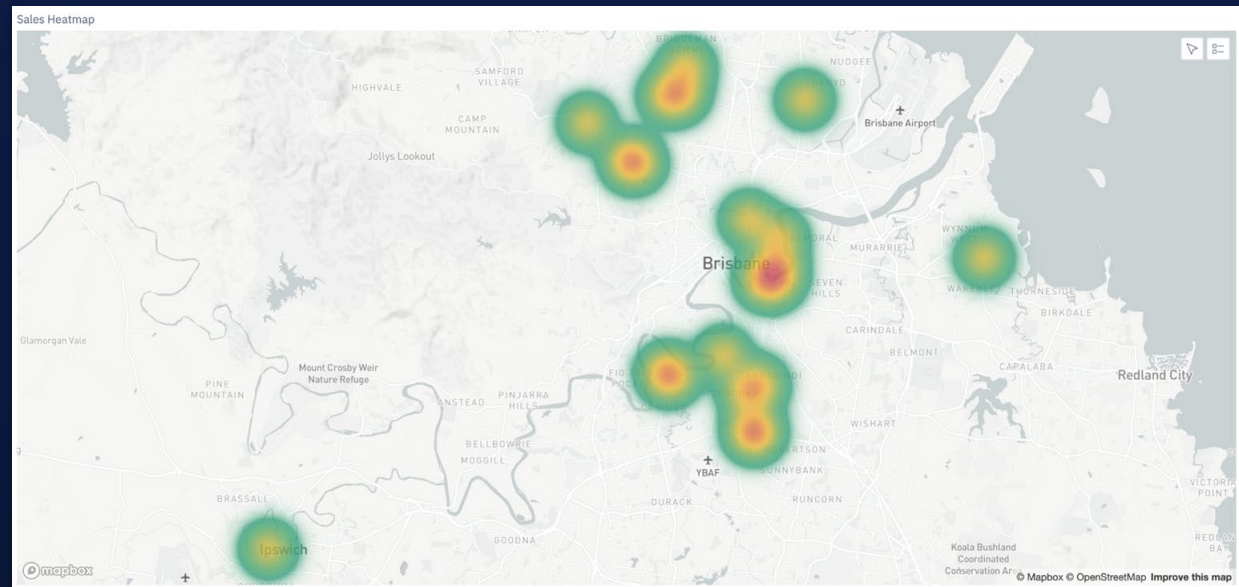 Sales Heatmap
BRIDGEMAN
NUDGEE
SAMFORD
VILLAGE
HIGHVALE
Brisbane Airport
CAMP
MOUNTAIN
Jollys Lookout
WYNNUM
WEST
MURARRIE
Brisbane
SEVEN
HILLS
THORNESIDE
BIRKDALE
CARINDALE
Glamorgan Vale
BELMONT
CAPALABA
Redland City
Mount Crosby Weir
Nature Refuge
PINE
MOUNTAIN
ANSTEAD
PINJARRA
HILLS
WISHART
BELLBOWRIE
MOGGILL
YBAF
SUNNYBANK
VICTORIA
POINT
BRASSALL
DURACK
RUNCORN
GOODNA
Ipswich
Koala Bushland
Coordinated
Conservation Area
mapbox
© Mapbox © OpenStreetMap Improve this map